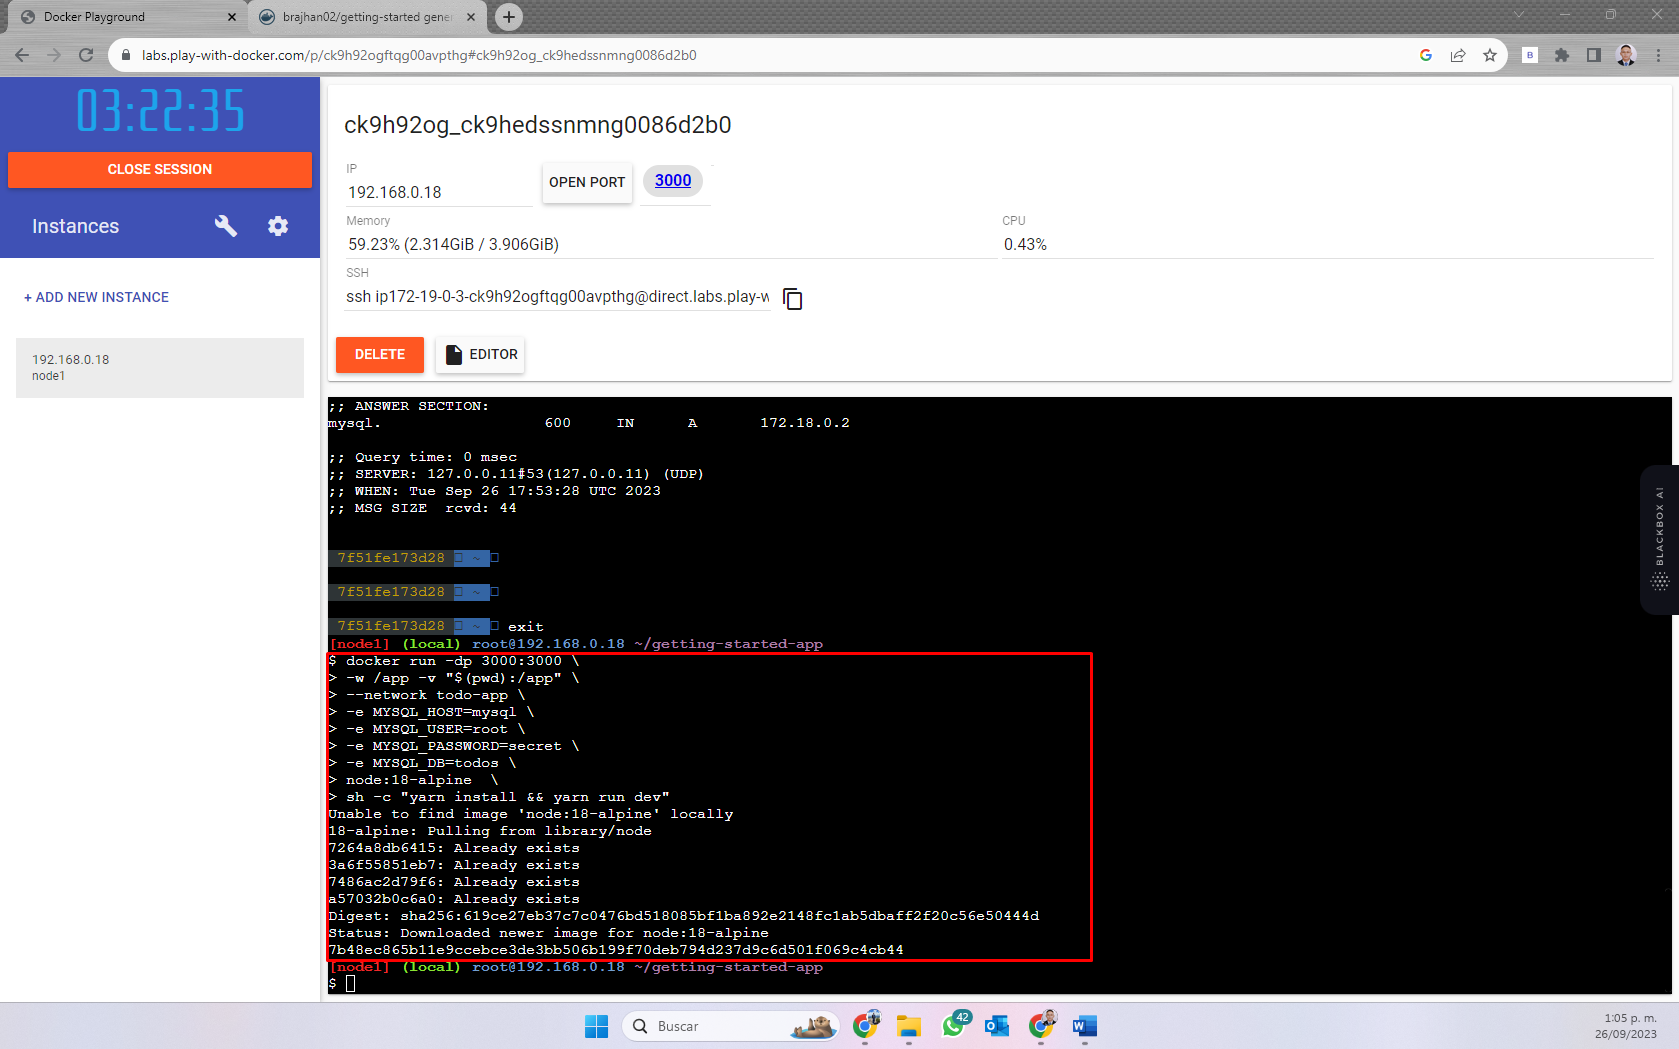 Docker Playground
brajhan02/getting-started gene
labs.play-with-docker.com/p/ck9h92ogftqg00avpthg#ck9h92og_ck9hedssnmng0086d2b0
B
03:22:35
CLOSE SESSION
Instances
+ ADD NEW INSTANCE
192.168.0.18
node1
ck9h92og_ck9hedssnmng0086d2b0
IP
192.168.0.18
OPEN PORT
3000
Memory
59.23% (2.314GiB / 3.906GiB)
CPU
0.43%
SSH
ssh ip172-19-0-3-ck9h92ogftqg00avpthg@direct.labs.play-w
DELETE
EDITOR
;; ANSWER SECTION:
mysql. 600 IN A 172.18.0.2
;; Query time: 0 msec
;; SERVER: 127.0.0.11#53(127.0.0.11) (UDP)
;; WHEN: Tue Sep 26 17:53:28 UTC 2023
;; MSG SIZE rcvd: 44
7f51fe173d28 ~
7f51fe173d28 ~
7f51fe173d28 ~ exit
[node1] (local) root@192.168.0.18 ~/getting-started-app
$ docker run -dp 3000:3000 \
> -w /app -v "$(pwd):/app" \
> --network todo-app \
> -e MYSQL_HOST=mysql \
> -e MYSQL_USER=root \
> -e MYSQL_PASSWORD=secret \
> -e MYSQL_DB=todos \
> node:18-alpine \
> sh -c "yarn install && yarn run dev"
Unable to find image 'node:18-alpine' locally
18-alpine: Pulling from library/node
7264a8db6415: Already exists
3a6f55851eb7: Already exists
7486ac2d79f6: Already exists
a57032b0c6a0: Already exists
Digest: sha256:619ce27eb37c7c0476bd518085bf1ba892e2148fc1ab5dbaff2f20c56e50444d
Status: Downloaded newer image for node:18-alpine
7b48ec865b11e9ccebce3de3bb506b199f70deb794d237d9c6d501f069c4cb44
[node1] (local) root@192.168.0.18 ~/getting-started-app
$
BLACKBOX AI
Buscar
42
1:05 p. m.
26/09/2023